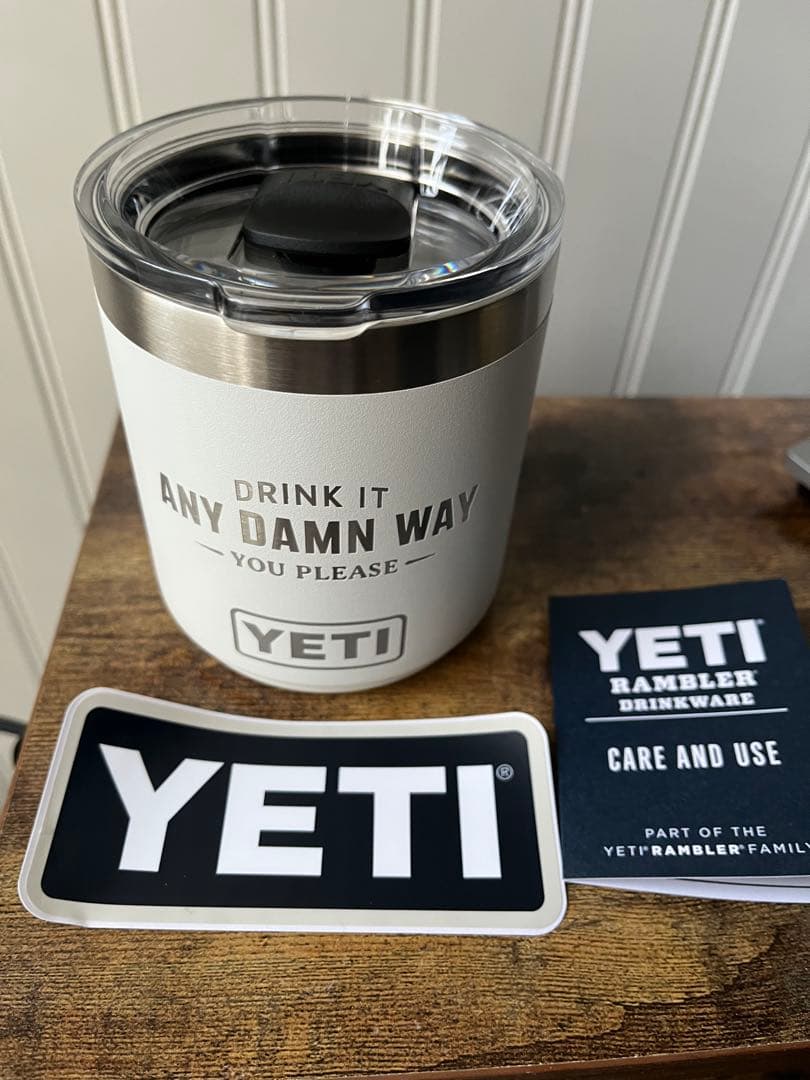 DRINK IT
ANY DAMN WAY
YOU PLEASE
YETI
YETI®
YETI®
RAMBLER®
DRINKWARE
CARE AND USE
PART OF THE
YETI® RAMBLER® FAMILY